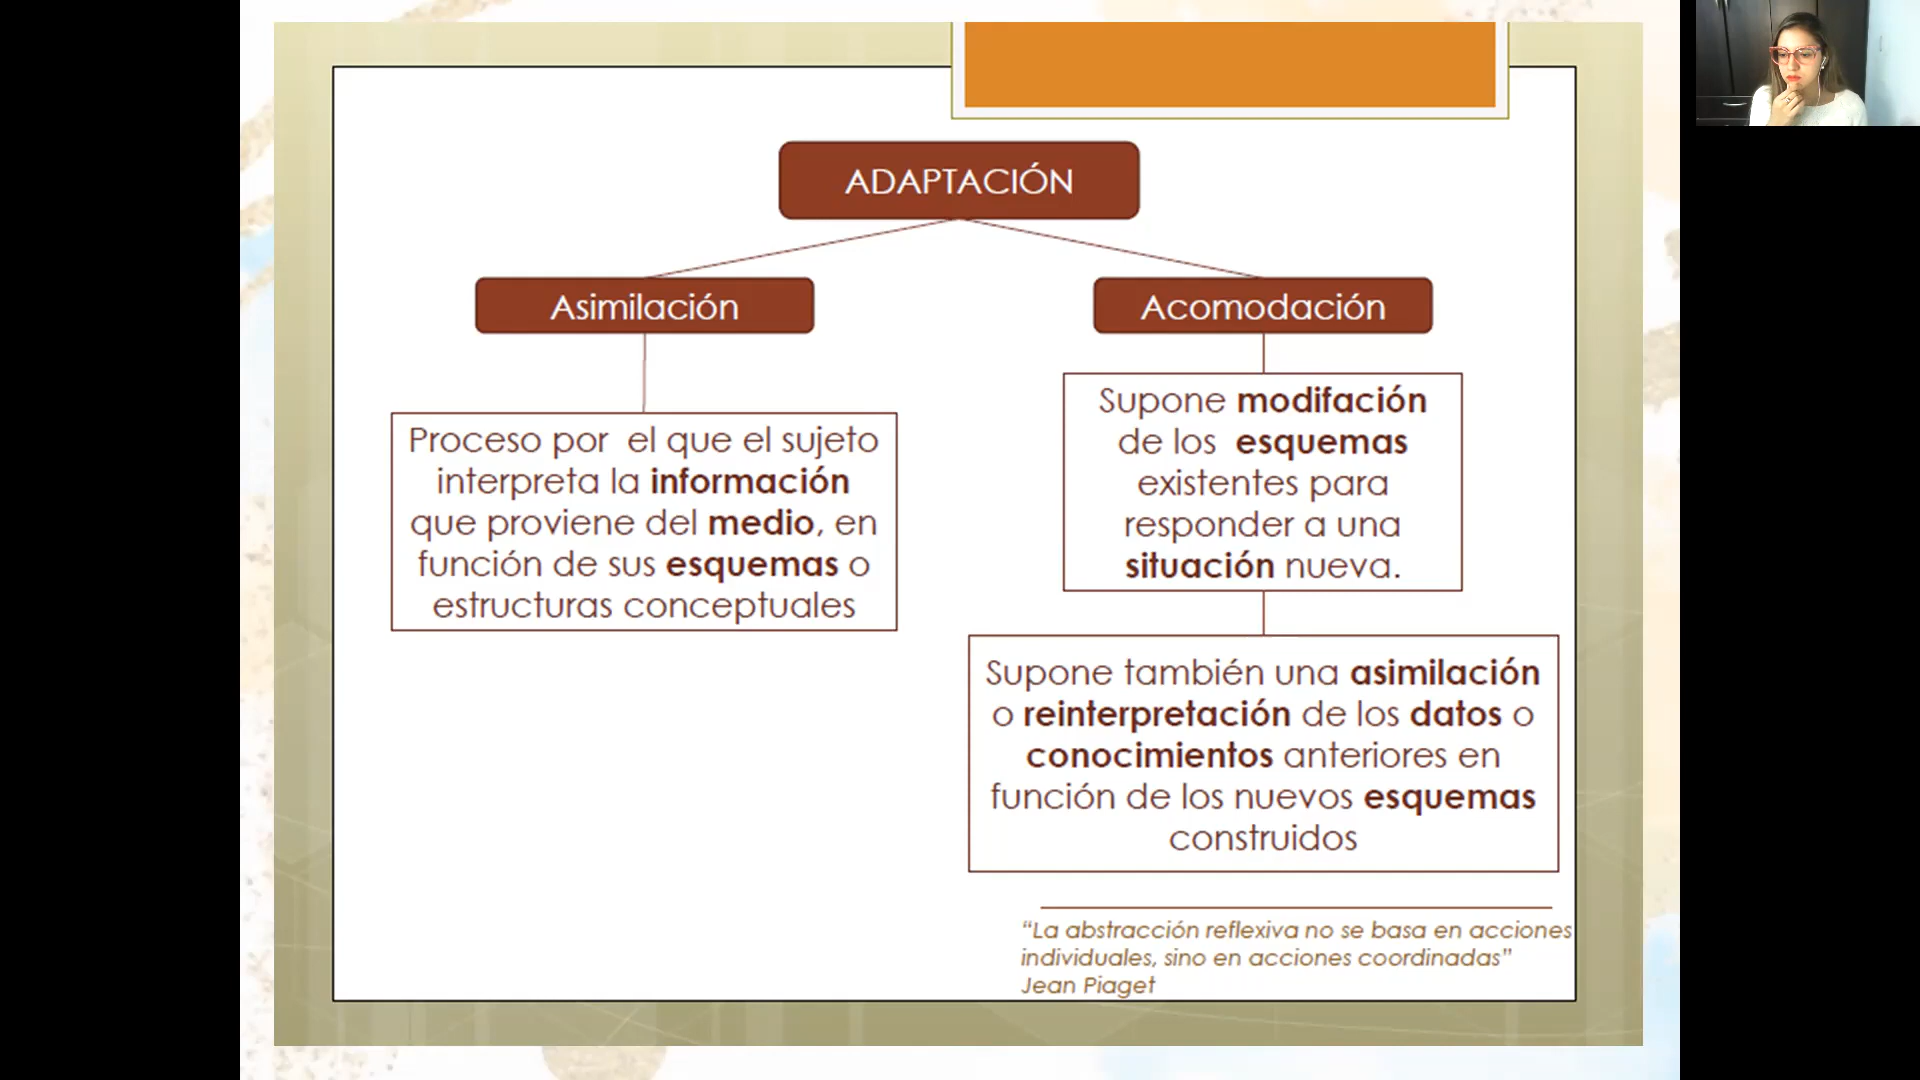 ADAPTACIÓN
Asimilación
Proceso por el que el sujeto
interpreta la información
que proviene del medio, en
función de sus esquemas o
estructuras conceptuales
Acomodación
Supone modifación
de los esquemas
existentes para
responder a una
situación nueva.
Supone también una asimilación
o reinterpretación de los datos o
conocimientos anteriores en
función de los nuevos esquemas
construidos
“La abstracción reflexiva no se basa en acciones
individuales, sino en acciones coordinadas”
Jean Piaget